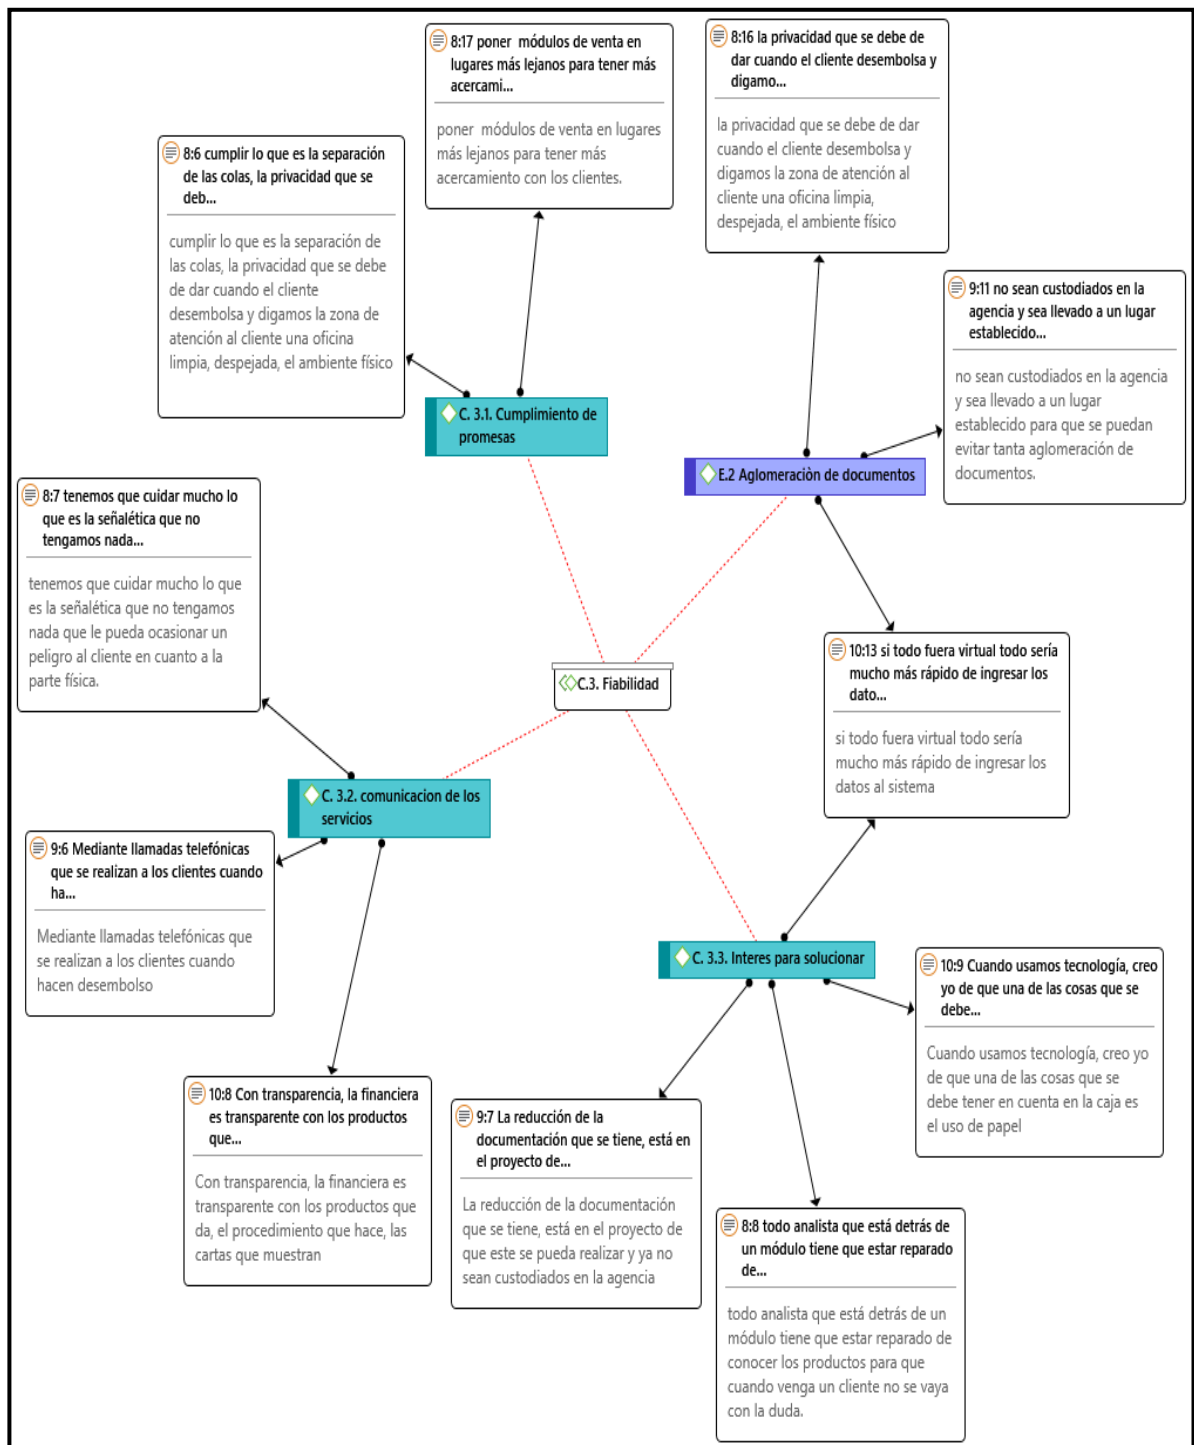 8:17 poner módulos de venta en
lugares más lejanos para tener más
acercami...
poner módulos de venta en lugares
más lejanos para tener más
acercamiento con los clientes.
8:16 la privacidad que se debe de
dar cuando el cliente desembolsa y
digamo...
la privacidad que se debe de dar
cuando el cliente desembolsa y
digamos la zona de atención al
cliente una oficina limpia,
despejada, el ambiente físico
8:6 cumplir lo que es la separación
de las colas, la privacidad que se
deb...
cumplir lo que es la separación de
las colas, la privacidad que se debe
de dar cuando el cliente
desembolsa y digamos la zona de
atención al cliente una oficina
limpia, despejada, el ambiente físico
9:11 no sean custodiados en la
agencia y sea llevado a un lugar
establecido...
no sean custodiados en la agencia
y sea llevado a un lugar
establecido para que se puedan
evitar tanta aglomeración de
documentos.
C. 3.1. Cumplimiento de
promesas
E.2 Aglomeraciòn de documentos
8:7 tenemos que cuidar mucho lo
que es la señalética que no
tengamos nada...
tenemos que cuidar mucho lo que
es la señalética que no tengamos
nada que le pueda ocasionar un
peligro al cliente en cuanto a la
parte física.
C.3. Fiabilidad
10:13 si todo fuera virtual todo sería
mucho más rápido de ingresar los
dato...
si todo fuera virtual todo sería
mucho más rápido de ingresar los
datos al sistema
C. 3.2. comunicacion de los
servicios
9:6 Mediante llamadas telefónicas
que se realizan a los clientes cuando
ha...
Mediante llamadas telefónicas que
se realizan a los clientes cuando
hacen desembolso
C. 3.3. Interes para solucionar
10:9 Cuando usamos tecnología, creo
yo de que una de las cosas que se
debe...
Cuando usamos tecnología, creo yo
de que una de las cosas que se
debe tener en cuenta en la caja es
el uso de papel
10:8 Con transparencia, la financiera
es transparente con los productos
que...
Con transparencia, la financiera es
transparente con los productos que
da, el procedimiento que hace, las
cartas que muestran
9:7 La reducción de la
documentación que se tiene, está en
el proyecto de...
La reducción de la documentación
que se tiene, está en el proyecto de
que este se pueda realizar y ya no
sean custodiados en la agencia
8:8 todo analista que está detrás de
un módulo tiene que estar reparado
de...
todo analista que está detrás de un
módulo tiene que estar reparado de
conocer los productos para que
cuando venga un cliente no se vaya
con la duda.